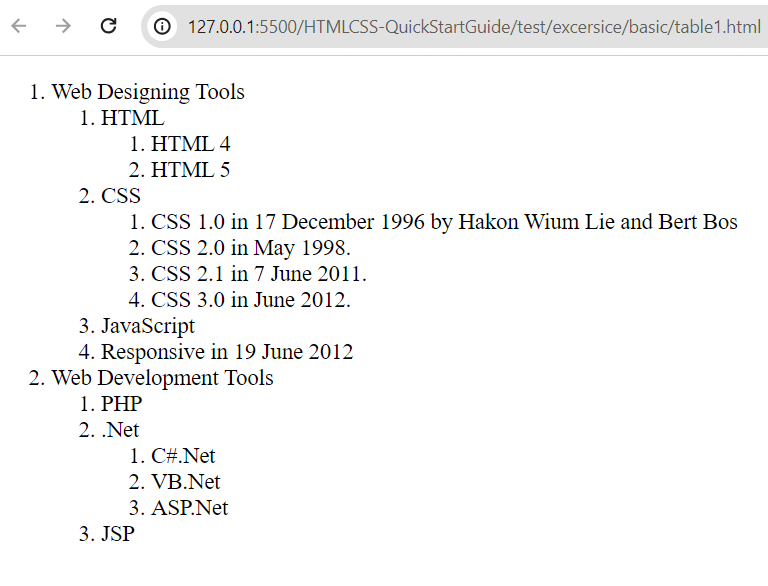 127.0.0.1:5500/HTMLCSS-QuickStartGuide/test/excersice/basic/table1.html
1. Web Designing Tools
1. HTML
1. HTML 4
2. HTML 5
2. CSS
1. CSS 1.0 in 17 December 1996 by Hakon Wium Lie and Bert Bos
2. CSS 2.0 in May 1998.
3. CSS 2.1 in 7 June 2011.
4. CSS 3.0 in June 2012.
3. JavaScript
4. Responsive in 19 June 2012
2. Web Development Tools
1. PHP
2. .Net
1. C#.Net
2. VB.Net
3. ASP.Net
3. JSP